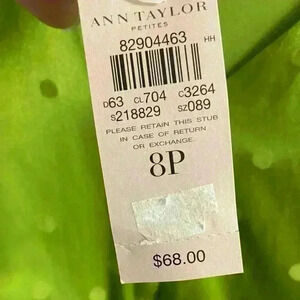 ANN TAYLOR
PETITES
82904463 HH
D63 CL704 C3264
S218829 SZ089
PLEASE RETAIN THIS STUB
IN CASE OF RETURN
OR EXCHANGE.
8P
$68.00